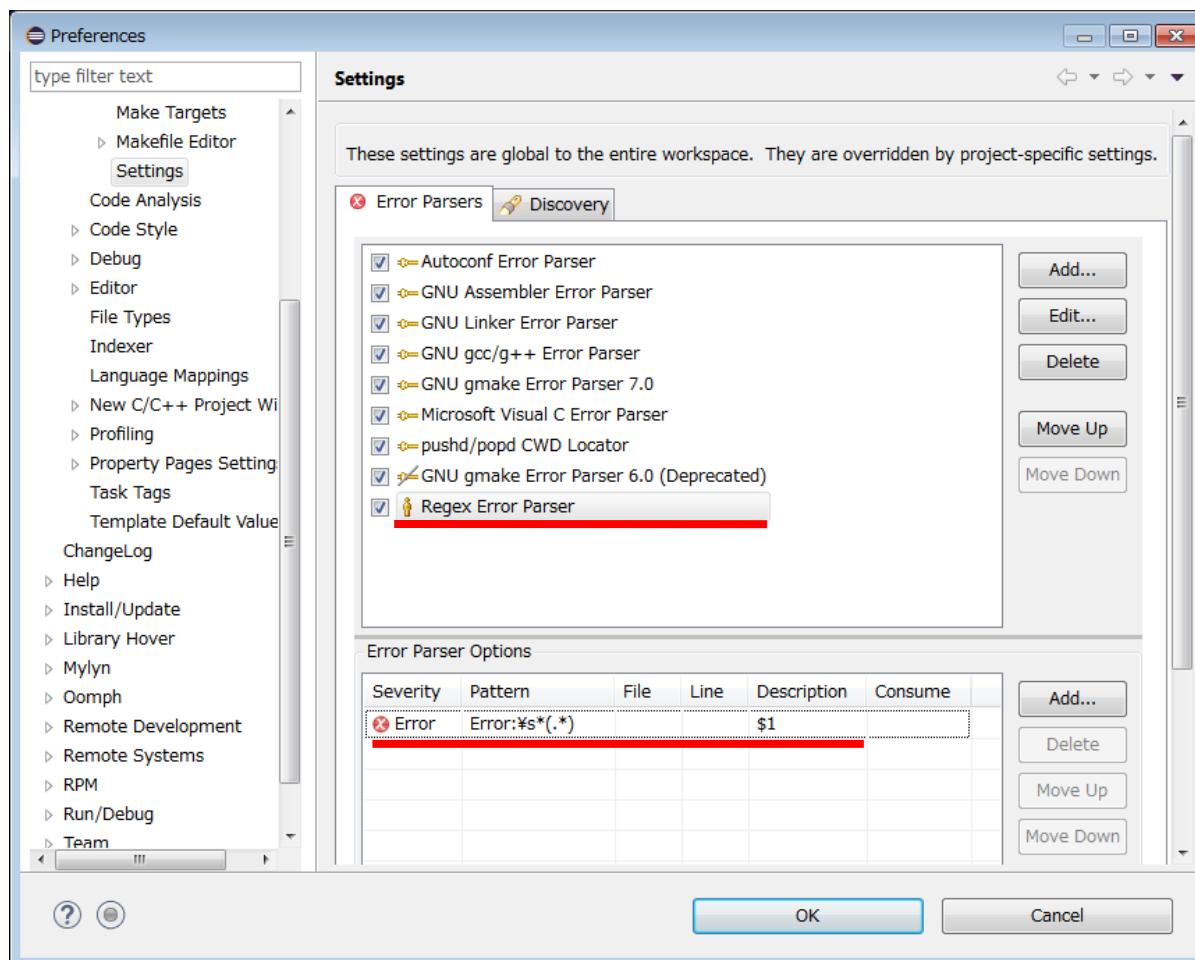 Preferences
type filter text
Make Targets
Makefile Editor
Settings
Code Analysis
Code Style
Debug
Editor
File Types
Indexer
Language Mappings
New C/C++ Project Wi
Profiling
Property Pages Setting
Task Tags
Template Default Value
ChangeLog
Help
Install/Update
Library Hover
Mylyn
Oomph
Remote Development
Remote Systems
RPM
Run/Debug
Team
Settings
These settings are global to the entire workspace. They are overridden by project-specific settings.
Error Parsers Discovery
Autoconf Error Parser
GNU Assembler Error Parser
GNU Linker Error Parser
GNU gcc/g++ Error Parser
GNU gmake Error Parser 7.0
Microsoft Visual C Error Parser
pushd/popd CWD Locator
GNU gmake Error Parser 6.0 (Deprecated)
Regex Error Parser
Add...
Edit...
Delete
Move Up
Move Down
Error Parser Options
Severity Pattern File Line Description Consume
Error Error:¥s*(.*) $1
Add...
Delete
Move Up
Move Down
OK Cancel